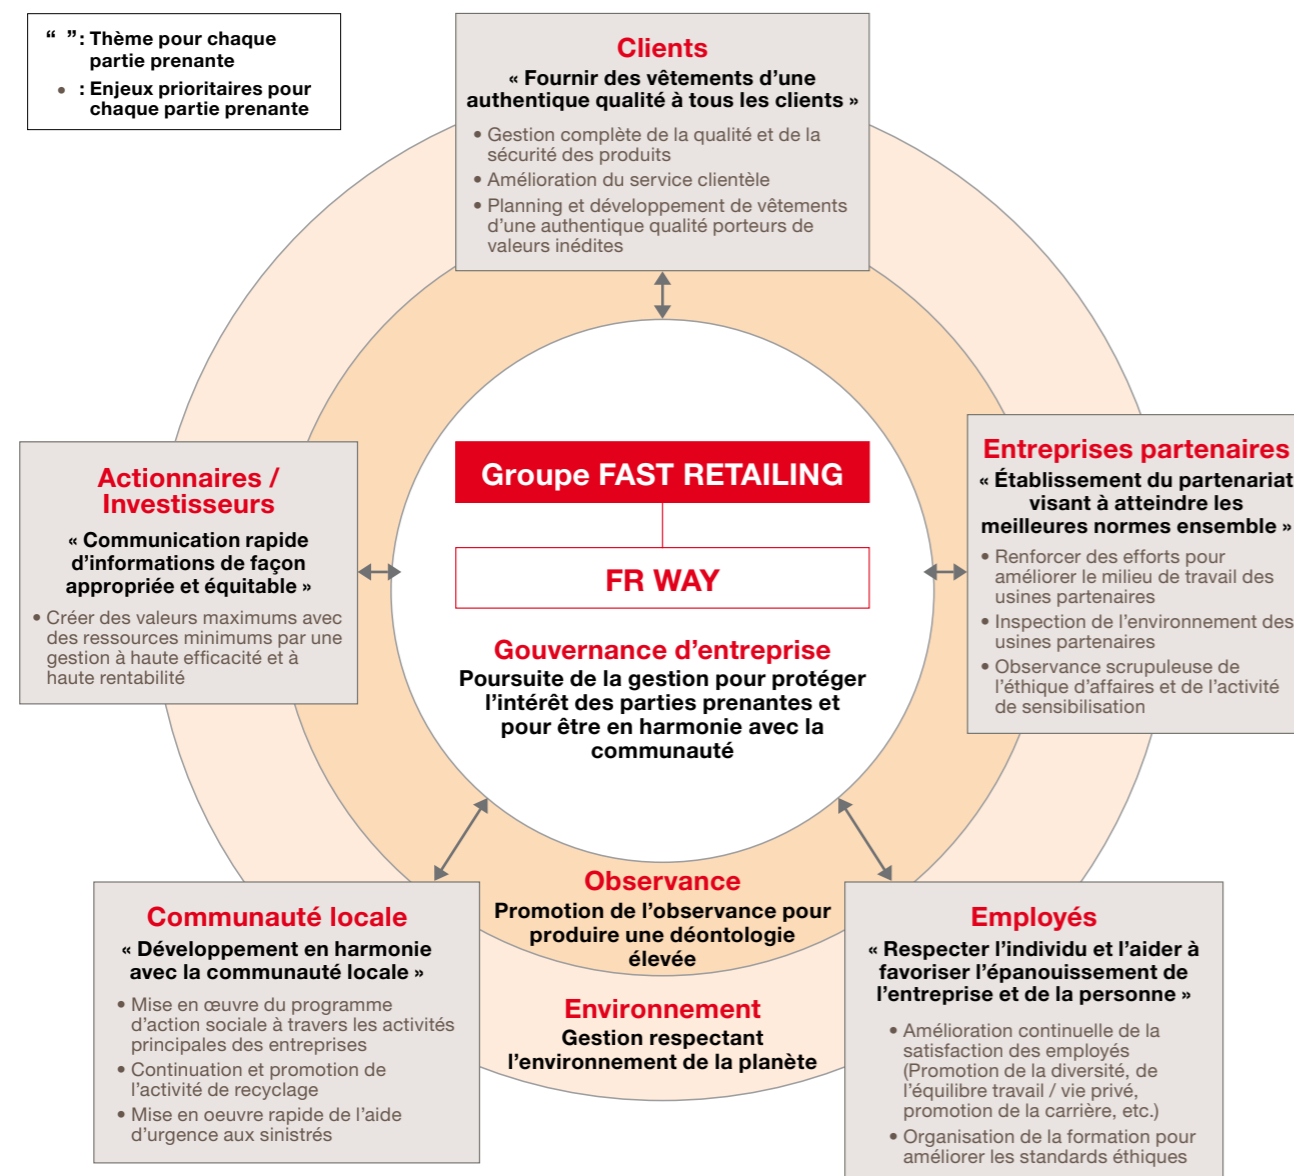 “ ”: Thème pour chaque
partie prenante
• : Enjeux prioritaires pour
chaque partie prenante
Clients
« Fournir des vêtements d’une
authentique qualité à tous les clients »
• Gestion complète de la qualité et de la
sécurité des produits
• Amélioration du service clientèle
• Planning et développement de vêtements
d’une authentique qualité porteurs de
valeurs inédites
Actionnaires /
Investisseurs
« Communication rapide
d’informations de façon
appropriée et équitable »
• Créer des valeurs maximums avec
des ressources minimums par une
gestion à haute efficacité et à
haute rentabilité
Groupe FAST RETAILING
FR WAY
Gouvernance d’entreprise
Poursuite de la gestion pour protéger
l’intérêt des parties prenantes et
pour être en harmonie avec la
communauté
Entreprises partenaires
« Établissement du partenariat
visant à atteindre les
meilleures normes ensemble »
• Renforcer des efforts pour
améliorer le milieu de travail des
usines partenaires
• Inspection de l’environnement des
usines partenaires
• Observance scrupuleuse de
l’éthique d’affaires et de l’activité
de sensibilisation
Communauté locale
« Développement en harmonie
avec la communauté locale »
• Mise en œuvre du programme
d’action sociale à travers les activités
principales des entreprises
• Continuation et promotion de
l’activité de recyclage
• Mise en oeuvre rapide de l’aide
d’urgence aux sinistrés
Observance
Promotion de l’observance pour
produire une déontologie
élevée
Environnement
Gestion respectant
l’environnement de la planète
Employés
« Respecter l’individu et l’aider à
favoriser l’épanouissement de
l’entreprise et de la personne »
• Amélioration continuelle de la
satisfaction des employés
(Promotion de la diversité, de
l’équilibre travail / vie privé,
promotion de la carrière, etc.)
• Organisation de la formation pour
améliorer les standards éthiques